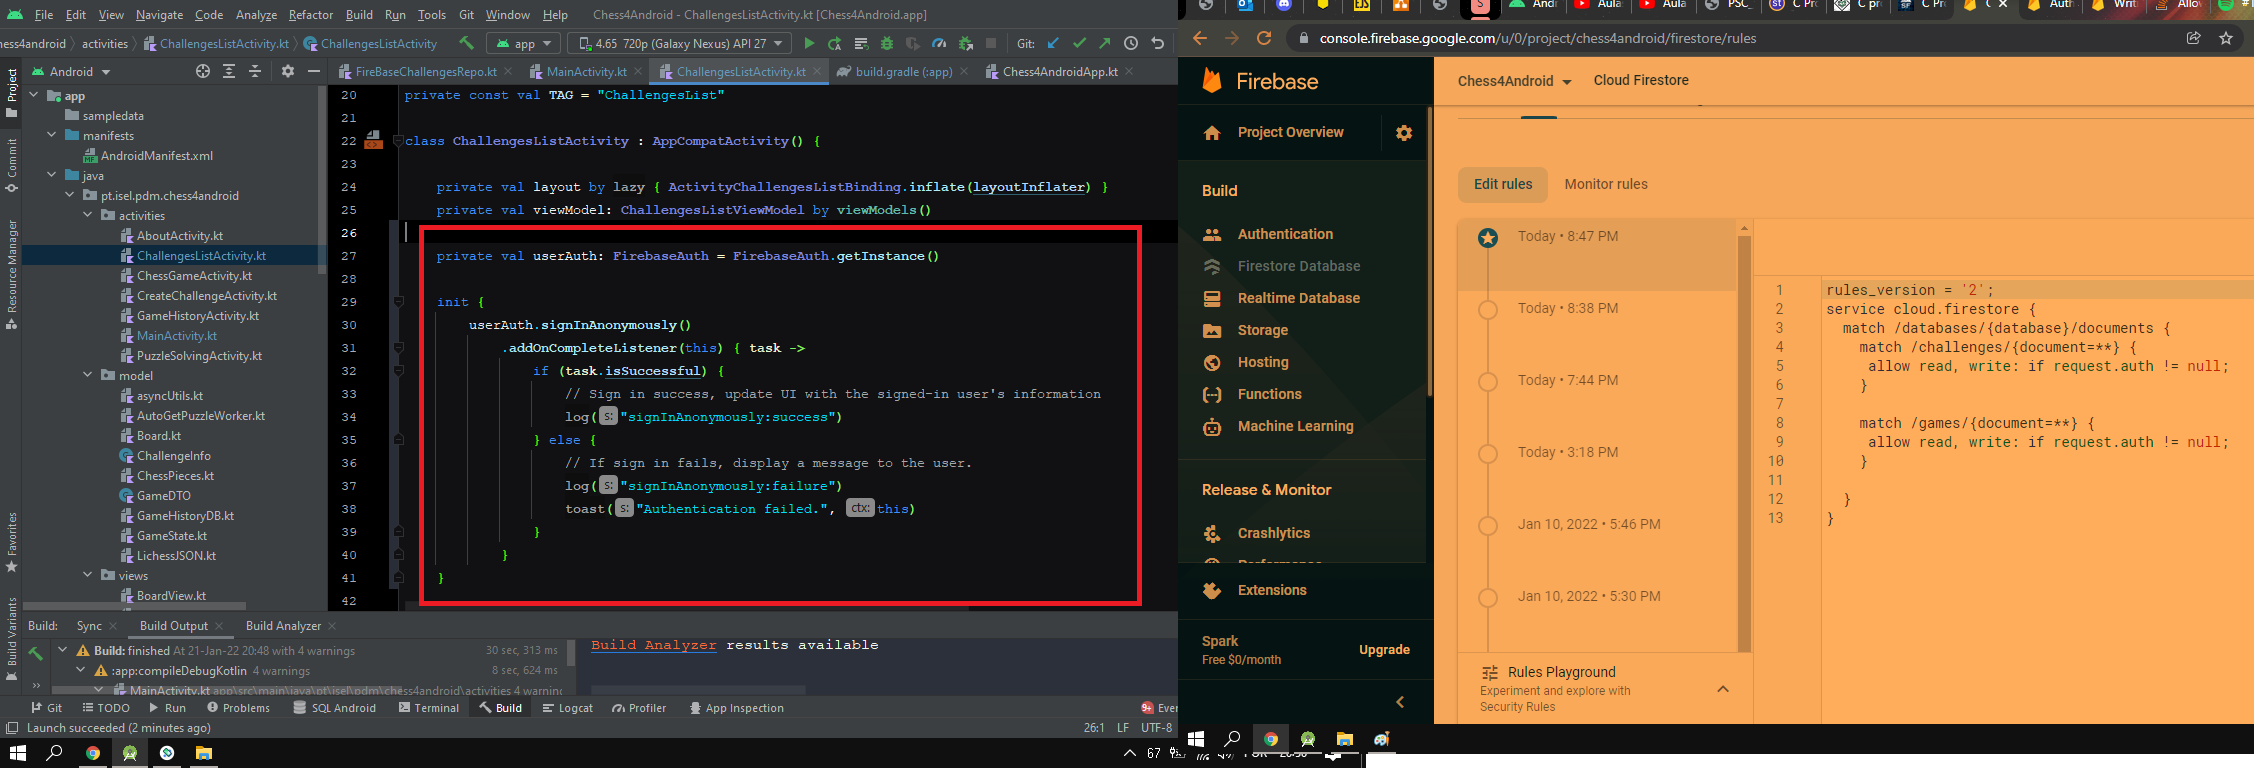 File Edit View Navigate Code Analyze Refactor Build Run Tools Git Window Help Chess4Android - ChallengesListActivity.kt [Chess4Android.app]
ess4android activities ChallengesListActivity.kt ChallengesListActivity app 4.65 720p (Galaxy Nexus) API 27 Git:
Android FireBaseChallengesRepo.kt MainActivity.kt ChallengesListActivity.kt build.gradle (:app) Chess4AndroidApp.kt
Project
Commit
Resource Manager
Favorites
Build Variants
app
sampledata
manifests
AndroidManifest.xml
java
pt.isel.pdm.chess4android
activities
AboutActivity.kt
ChallengesListActivity.kt
ChessGameActivity.kt
CreateChallengeActivity.kt
GameHistoryActivity.kt
MainActivity.kt
PuzzleSolvingActivity.kt
model
asyncUtils.kt
AutoGetPuzzleWorker.kt
Board.kt
ChallengeInfo
ChessPieces.kt
GameDTO
GameHistoryDB.kt
GameState.kt
LichessJSON.kt
views
BoardView.kt
20 private const val TAG = "ChallengesList"
21
22 class ChallengesListActivity : AppCompatActivity() {
23
24 private val layout by lazy { ActivityChallengesListBinding.inflate(layoutInflater) }
25 private val viewModel: ChallengesListViewModel by viewModels()
26
27 private val userAuth: FirebaseAuth = FirebaseAuth.getInstance()
28
29 init {
30 userAuth.signInAnonymously()
31 .addOnCompleteListener(this) { task ->
32 if (task.isSuccessful) {
33 // Sign in success, update UI with the signed-in user's information
34 log( s: "signInAnonymously:success")
35 } else {
36 // If sign in fails, display a message to the user.
37 log( s: "signInAnonymously:failure")
38 toast( s: "Authentication failed.", ctx: this)
39 }
40 }
41 }
42
Build: Sync Build Output Build Analyzer
Build: finished At 21-Jan-22 20:48 with 4 warnings 30 sec, 313 ms
:app:compileDebugKotlin 4 warnings 8 sec, 624 ms
MainActivity.kt app\src\main\java\pt\isel\pdm\chess4android\activities 4 warning
Build Analyzer results available
Git TODO Run Problems SQL Android Terminal Build Logcat Profiler App Inspection 9+ Ever
Launch succeeded (2 minutes ago) 26:1 LF UTF-8
67
Andr Aula Aula PSC_ C Pr C pr C Pr C Auth Writ Allov
console.firebase.google.com/u/0/project/chess4android/firestore/rules
Firebase
Project Overview
Build
Authentication
Firestore Database
Realtime Database
Storage
Hosting
Functions
Machine Learning
Release & Monitor
Crashlytics
Performance
Extensions
Spark
Free $0/month
Upgrade
Chess4Android Cloud Firestore
Edit rules Monitor rules
Today • 8:47 PM
Today • 8:38 PM
Today • 7:44 PM
Today • 3:18 PM
Jan 10, 2022 • 5:46 PM
Jan 10, 2022 • 5:30 PM
Rules Playground
Experiment and explore with
Security Rules
1 rules_version = '2';
2 service cloud.firestore {
3 match /databases/{database}/documents {
4 match /challenges/{document=**} {
5 allow read, write: if request.auth != null;
6 }
7
8 match /games/{document=**} {
9 allow read, write: if request.auth != null;
10 }
11
12 }
13 }